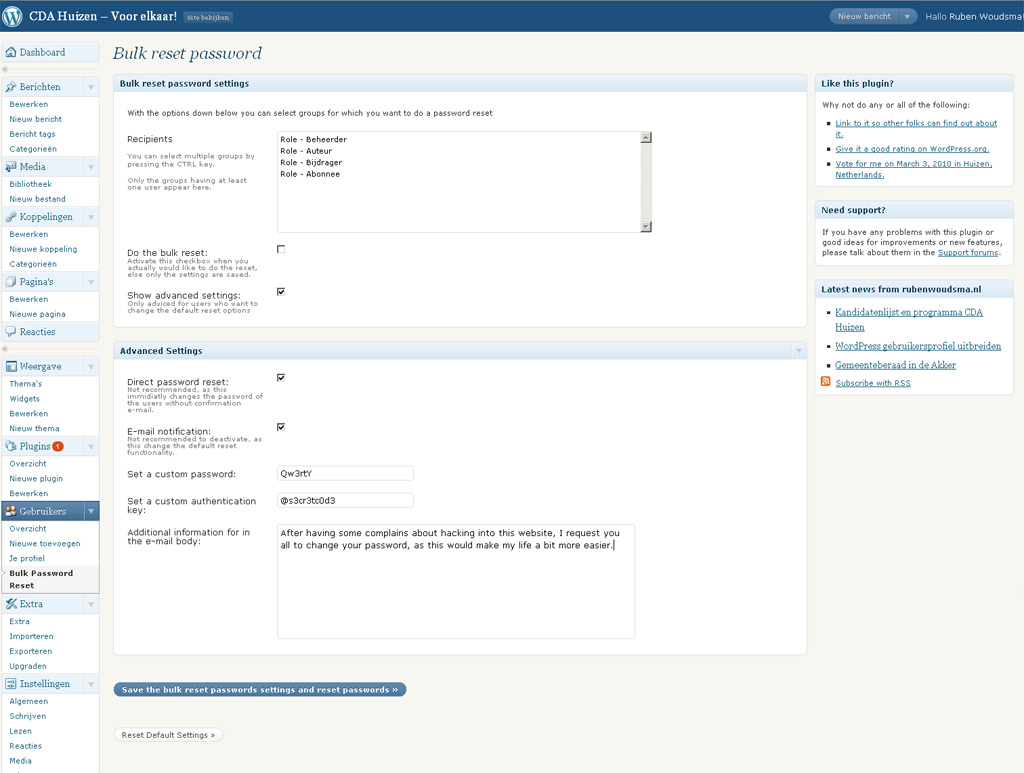 CDA Huizen – Voor elkaar! Site bekijken
Nieuw bericht
Hallo Ruben Woudsma!
Dashboard
Berichten
Bewerken
Nieuw bericht
Bericht tags
Categorieën
Media
Bibliotheek
Nieuw bestand
Koppelingen
Bewerken
Nieuwe koppeling
Categorieën
Pagina's
Bewerken
Nieuwe pagina
Reacties
Weergave
Thema's
Widgets
Bewerken
Nieuw thema
Plugins 1
Overzicht
Nieuwe plugin
Bewerken
Gebruikers
Overzicht
Nieuwe toevoegen
Je profiel
Bulk Password
Reset
Extra
Extra
Importeren
Exporteren
Upgraden
Instellingen
Algemeen
Schrijven
Lezen
Reacties
Media
Bulk reset password
Bulk reset password settings
With the options down below you can select groups for which you want to do a password reset
Recipients
You can select multiple groups by
pressing the CTRL key.
Only the groups having at least
one user appear here.
Role - Beheerder
Role - Auteur
Role - Bijdrager
Role - Abonnee
Do the bulk reset:
Activate this checkbox when you
actually would like to do the reset,
else only the settings are saved.
Show advanced settings:
Only adviced for users who want to
change the default reset options
Advanced Settings
Direct password reset:
Not recommended, as this
immidiatly changes the password of
the users without confirmation
e-mail.
E-mail notification:
Not recommended to deactivate, as
this change the default reset
functionality.
Set a custom password:
Qw3rtY
Set a custom authentication
key:
@s3cr3tc0d3
Additional information for in
the e-mail body:
After having some complains about hacking into this website, I request you
all to change your password, as this would make my life a bit more easier.
Save the bulk reset passwords settings and reset passwords »
Reset Default Settings »
Like this plugin?
Why not do any or all of the following:
Link to it so other folks can find out about
it.
Give it a good rating on WordPress.org.
Vote for me on March 3, 2010 in Huizen,
Netherlands.
Need support?
If you have any problems with this plugin or
good ideas for improvements or new features,
please talk about them in the Support forums.
Latest news from rubenwoudsma.nl
Kandidatenlijst en programma CDA
Huizen
WordPress gebruikersprofiel uitbreiden
Gemeenteberaad in de Akker
Subscribe with RSS